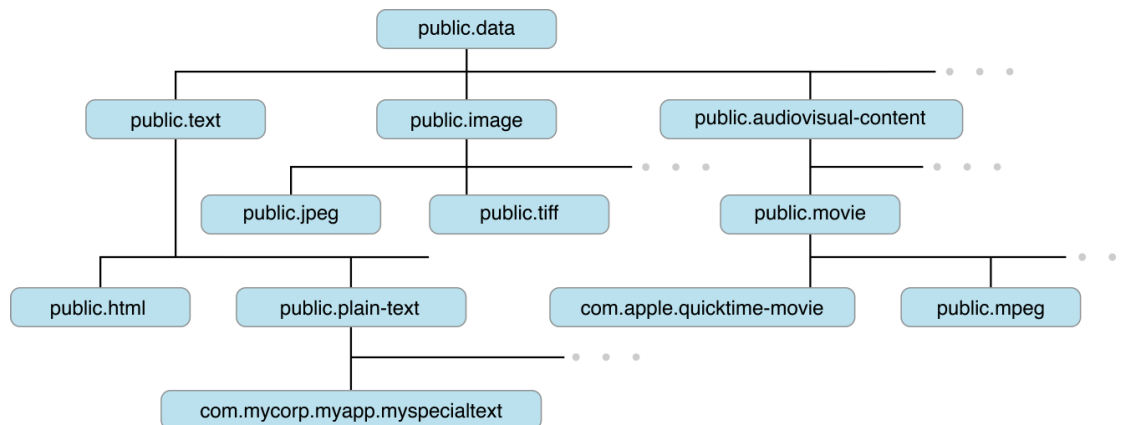 public.data
public.text
public.image
public.audiovisual-content
public.jpeg
public.tiff
public.movie
public.html
public.plain-text
com.apple.quicktime-movie
public.mpeg
com.mycorp.myapp.myspecialtext